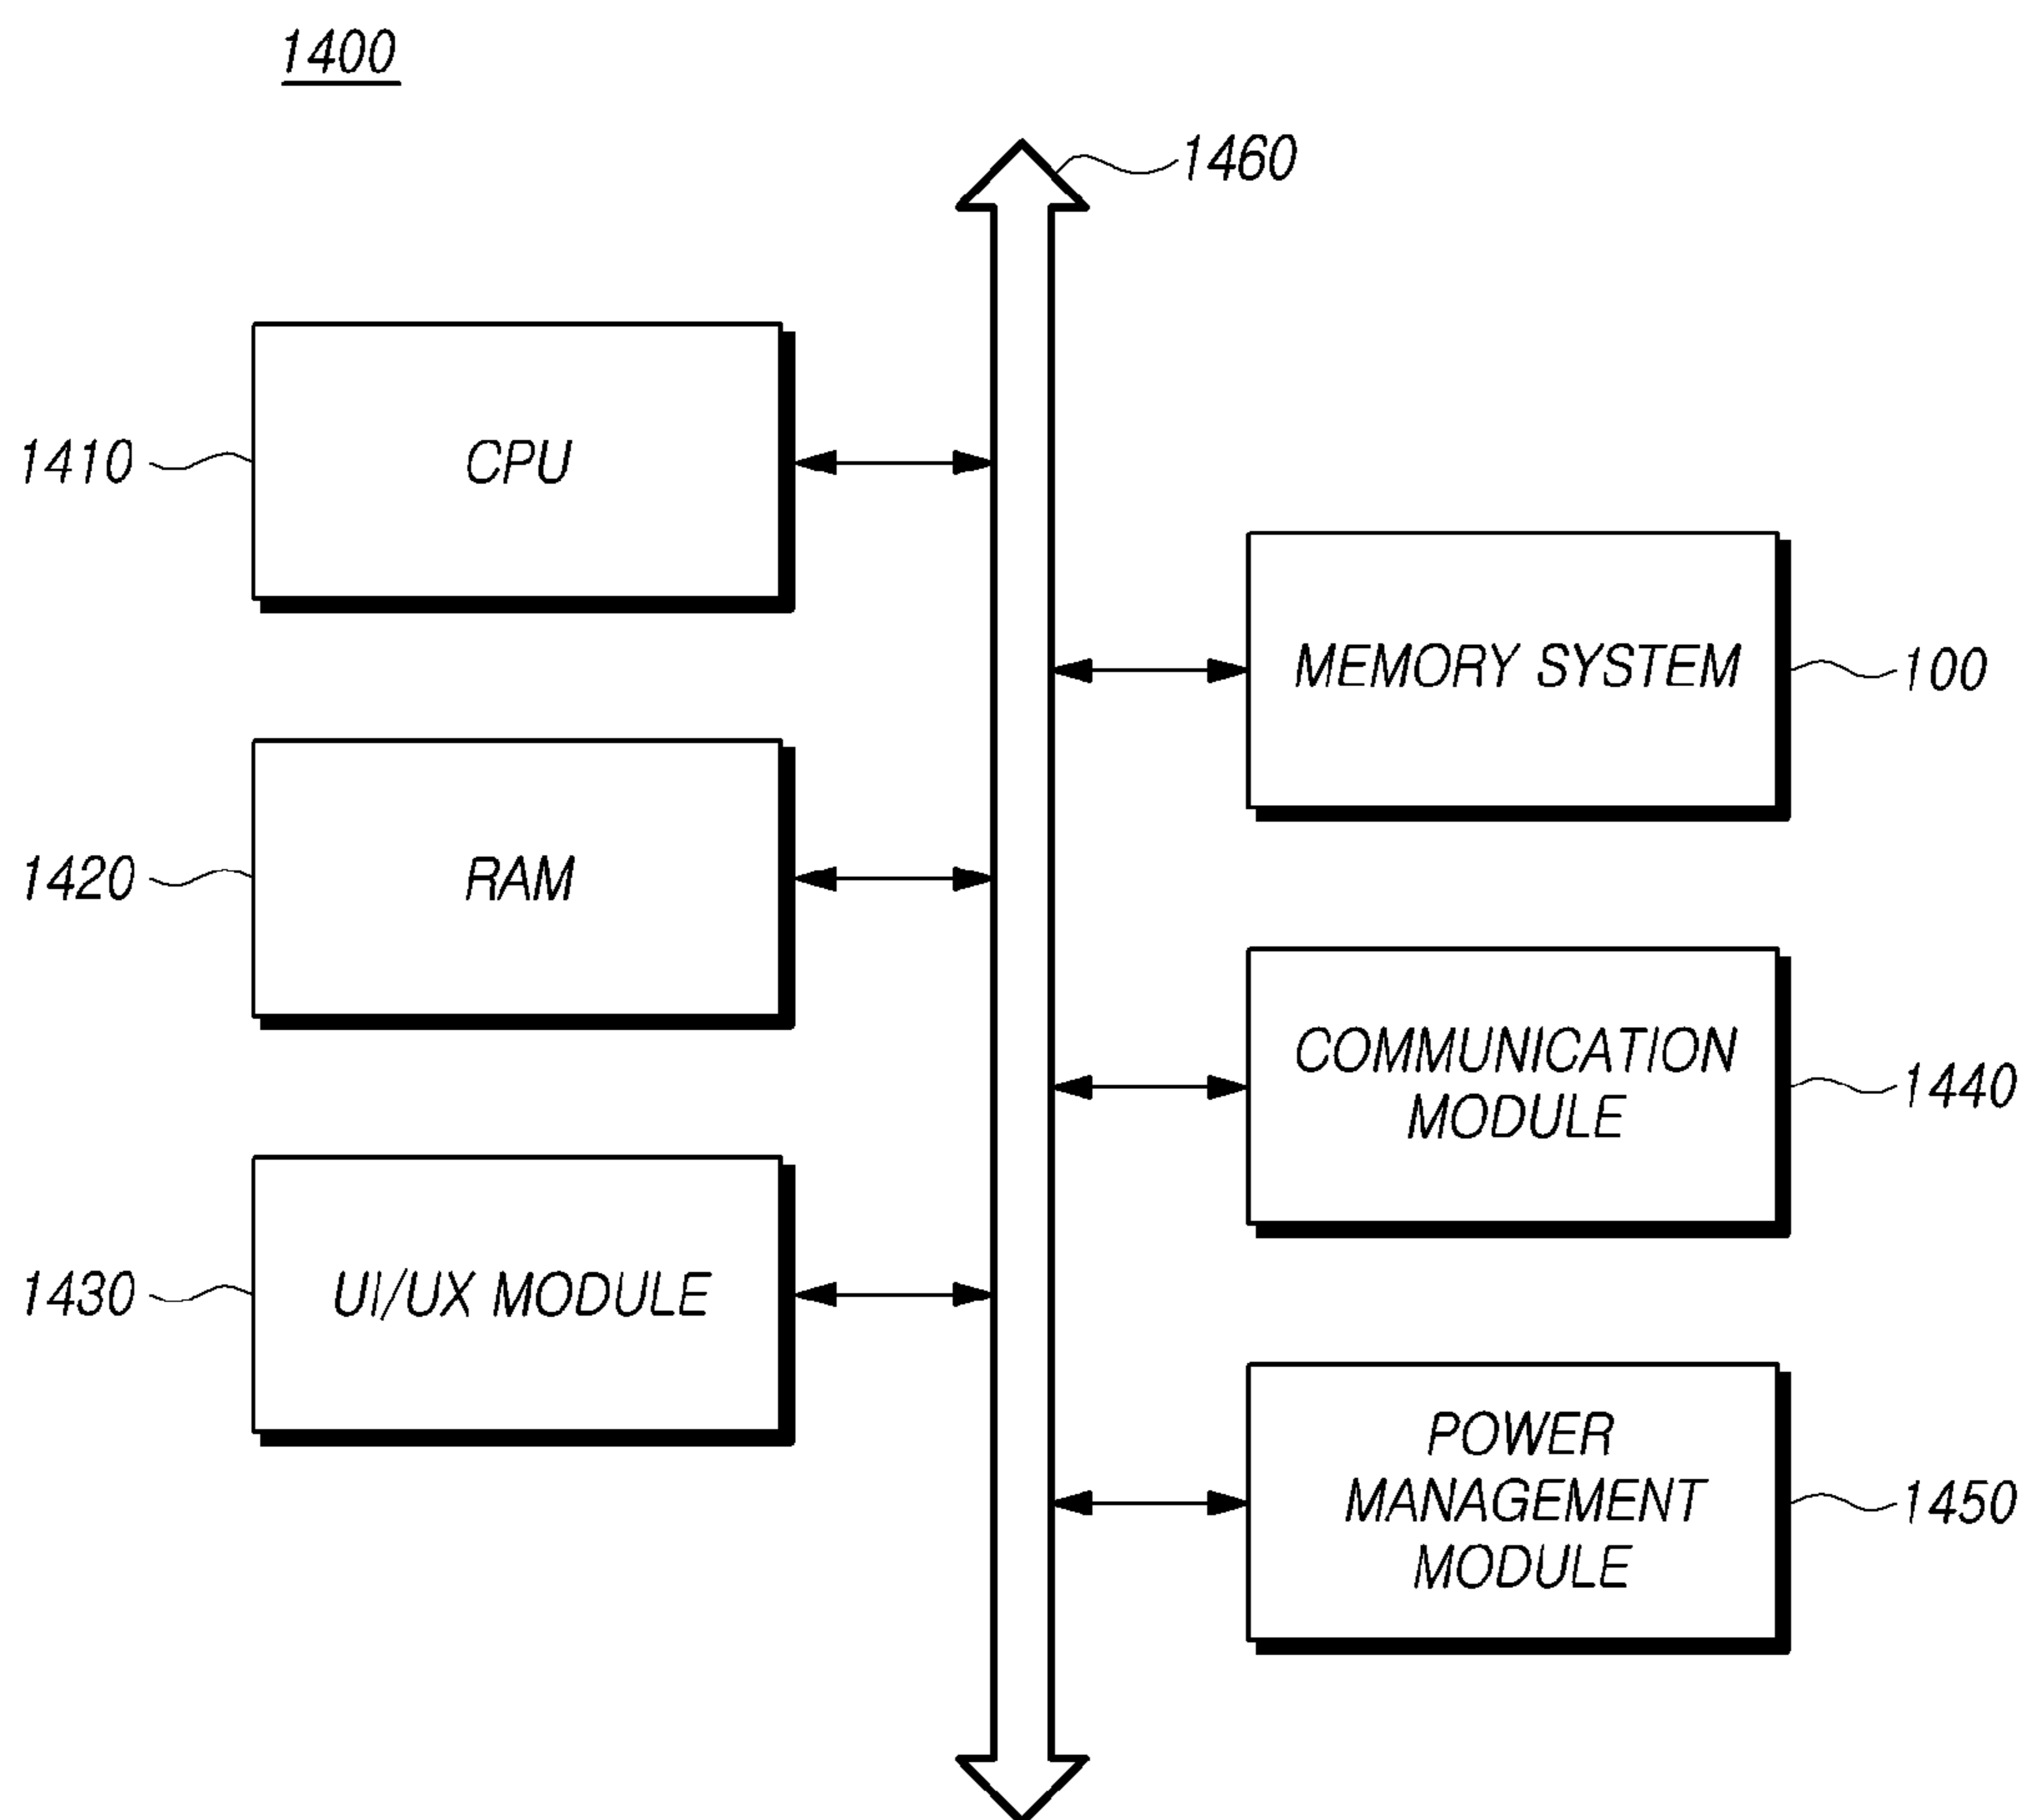 1400
1460
1410
CPU
MEMORY SYSTEM
100
1420
RAM
COMMUNICATION
MODULE
1440
1430
UI/UX MODULE
POWER
MANAGEMENT
MODULE
1450